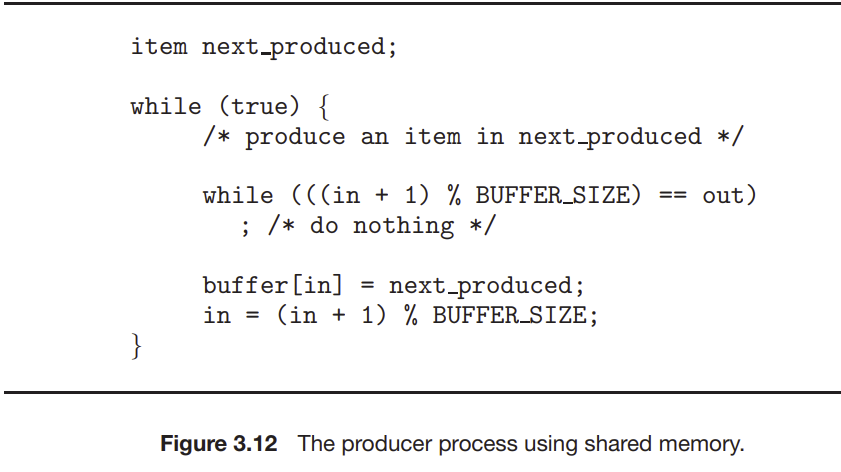 item next_produced;
while (true) {
/* produce an item in next_produced */
while (((in + 1) % BUFFER_SIZE) == out)
; /* do nothing */
buffer[in] = next_produced;
in = (in + 1) % BUFFER_SIZE;
}
Figure 3.12 The producer process using shared memory.